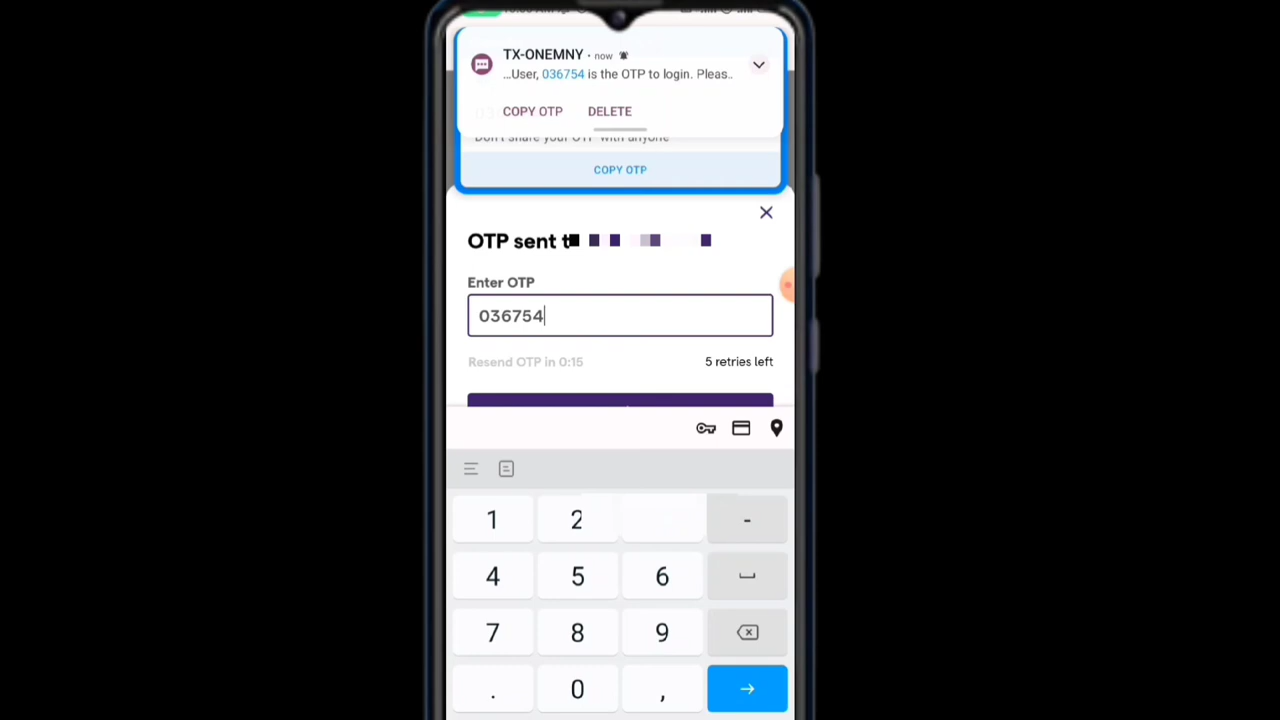 TX-ONEMNY • now
...User, 036754 is the OTP to login. Pleas..
COPY OTP DELETE
Don't share your OTP with anyone
COPY OTP
OTP sent t
Enter OTP
036754
Resend OTP in 0:15
5 retries left
1 2 -
4 5 6
7 8 9
. 0 ,